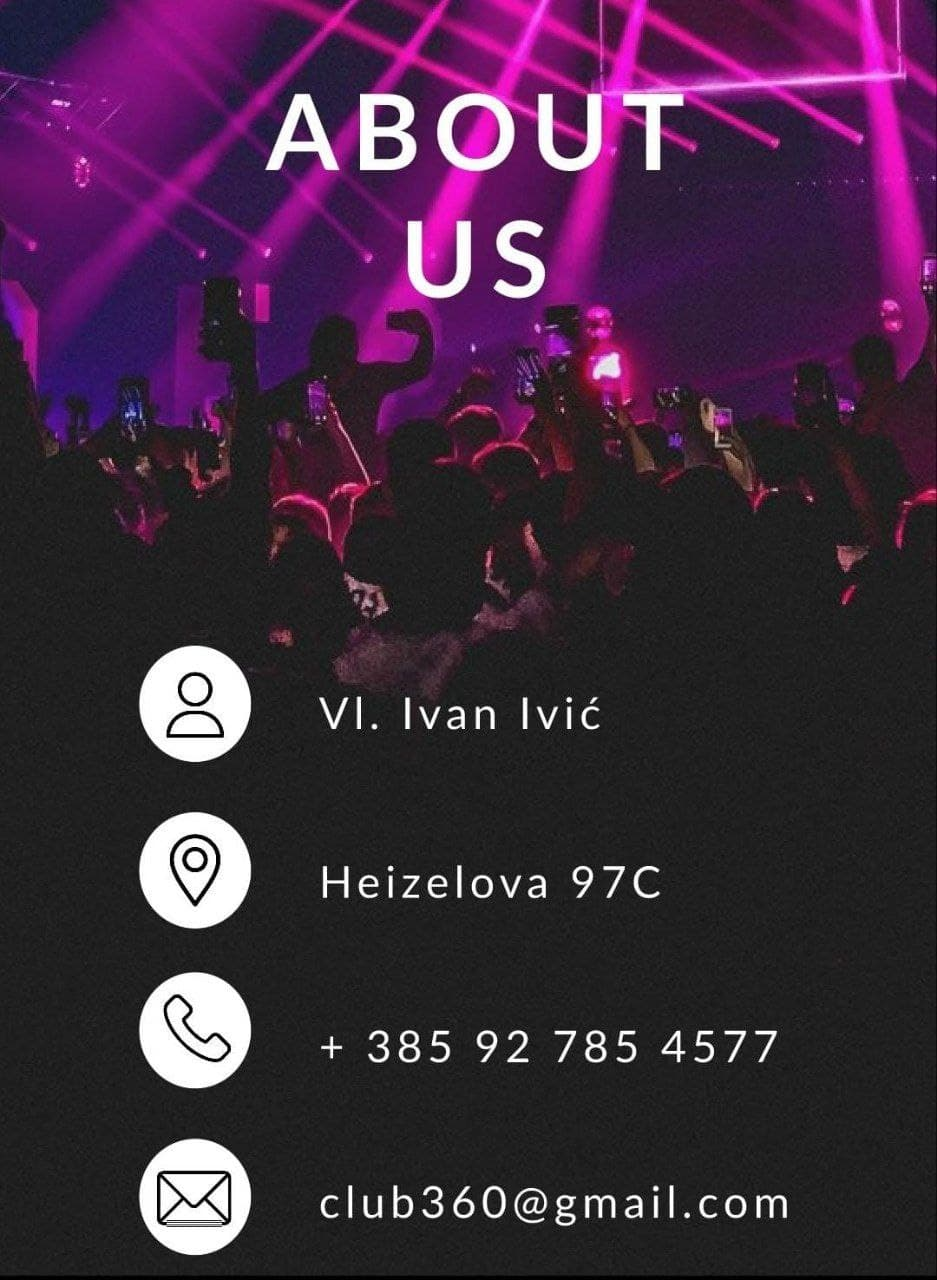 ABOUT
US
Vl. Ivan Ivić
Heizelova 97C
+ 385 92 785 4577
club360@gmail.com